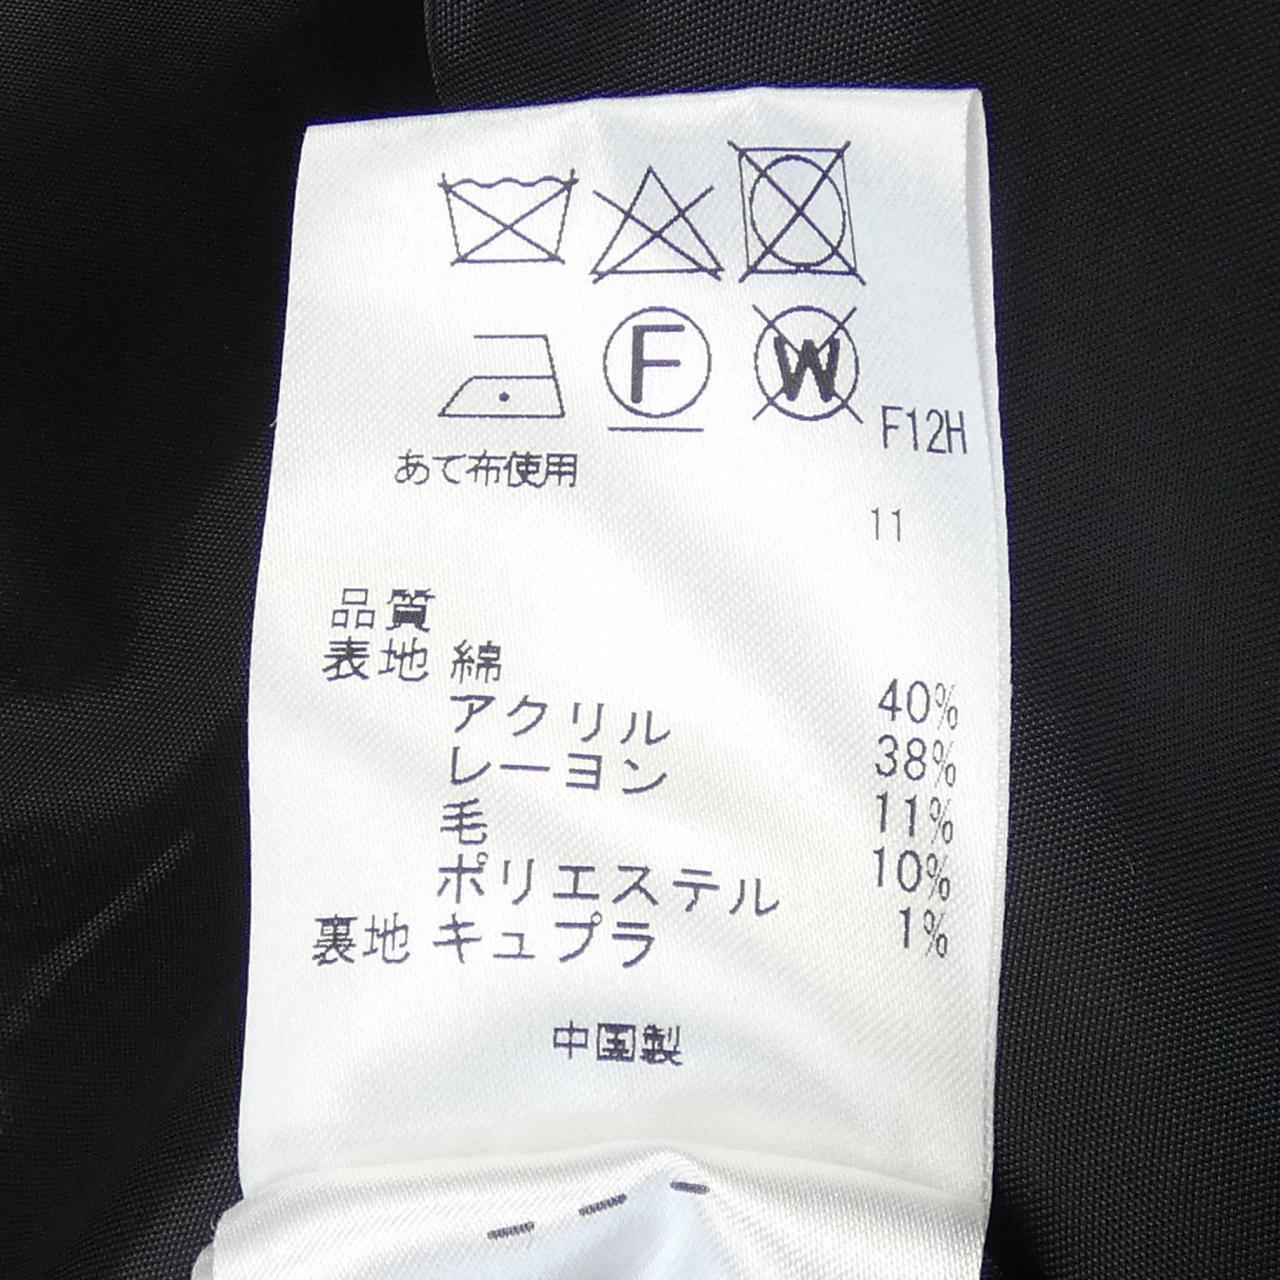 F
W
F12H
あて布使用
11
品質
表地 綿 40%
アクリル 38%
レーヨン 11%
毛 10%
ポリエステル 1%
裏地 キュプラ
中国製